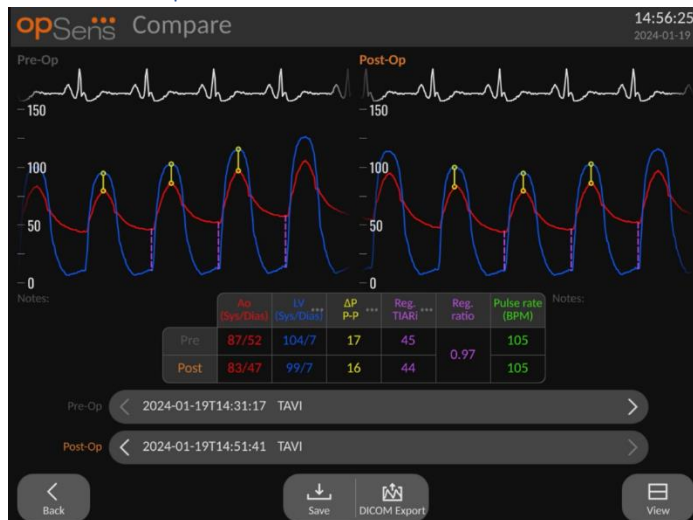 opSens Compare 14:56:25
2024-01-19
Pre-Op Post-Op
150 150
100 100
50 50
0 0
Notes: Notes:
Ao (Sys/Dias) LV (Sys/Dias) ΔP P-P Reg. TIARi Reg. ratio Pulse rate (BPM)
Pre 87/52 104/7 17 45 0.97 105
Post 83/47 99/7 16 44 105
Pre-Op 2024-01-19T14:31:17 TAVI
Post-Op 2024-01-19T14:51:41 TAVI
Back Save DICOM Export View